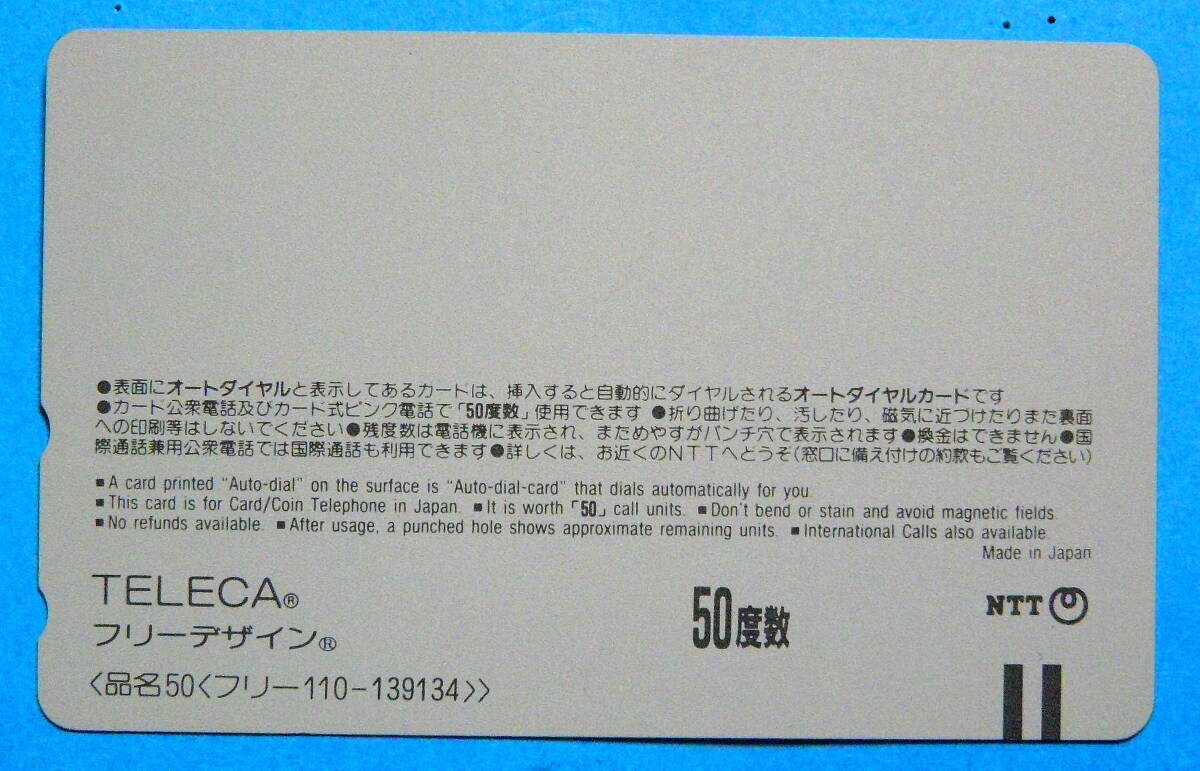 ●表面にオートダイヤルと表示してあるカードは、挿入すると自動的にダイヤルされるオートダイヤルカードです
●カード公衆電話及びカード式ピンク電話で「50度数」使用できます ●折り曲げたり、汚したり、磁気に近づけたりまた裏面
への印刷等はしないでください●残度数は電話機に表示され、まためやすがパンチ穴で表示されます●換金はできません●国
際通話兼用公衆電話では国際通話も利用できます●詳しくは、お近くのNTTへどうぞ(窓口に備え付けの約款もご覧ください)
■A card printed "Auto-dial" on the surface is "Auto-dial-card" that dials automatically for you.
■This card is for Card/Coin Telephone in Japan. ■It is worth「50」call units. ■Don't bend or stain and avoid magnetic fields.
■No refunds available. ■After usage, a punched hole shows approximate remaining units. ■International Calls also available.
Made in Japan
TELECA®
フリーデザイン®
50度数
NTT
〈品名50〈フリー110-139134〉〉